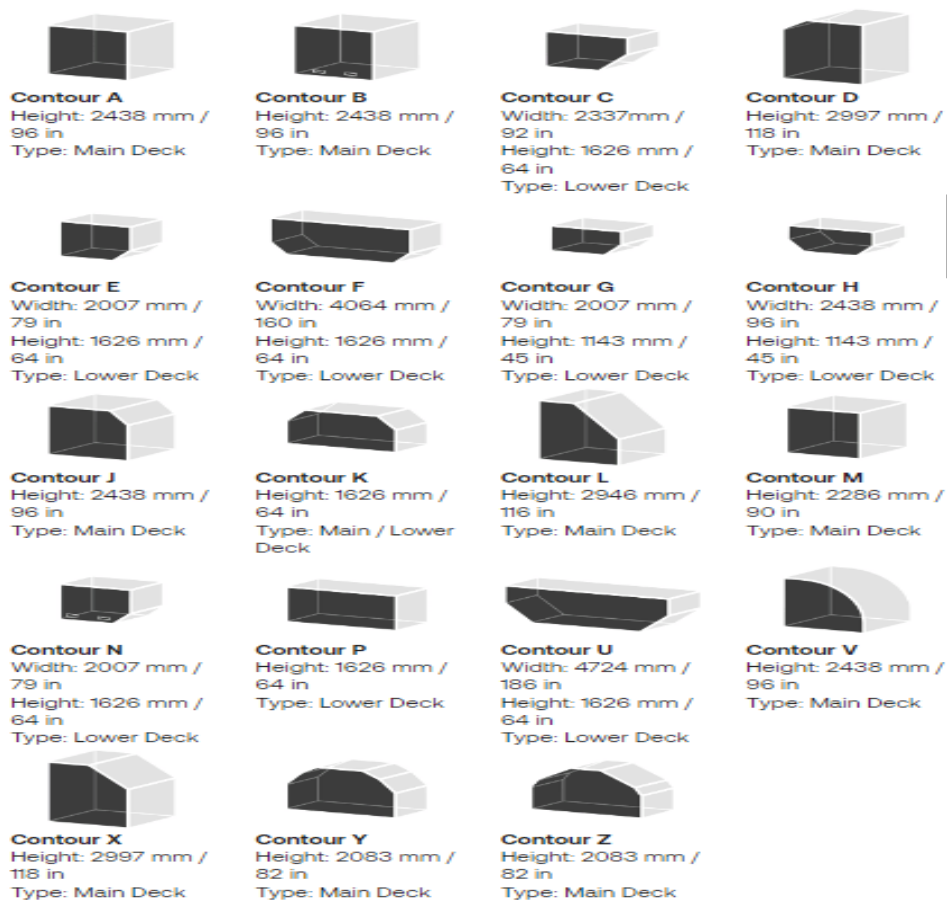 Contour A
Height: 2438 mm /
96 in
Type: Main Deck
Contour B
Height: 2438 mm /
96 in
Type: Main Deck
Contour C
Width: 2337mm /
92 in
Height: 1626 mm /
64 in
Type: Lower Deck
Contour D
Height: 2997 mm /
118 in
Type: Main Deck
Contour E
Width: 2007 mm /
79 in
Height: 1626 mm /
64 in
Type: Lower Deck
Contour F
Width: 4064 mm /
160 in
Height: 1626 mm /
64 in
Type: Lower Deck
Contour G
Width: 2007 mm /
79 in
Height: 1143 mm /
45 in
Type: Lower Deck
Contour H
Width: 2438 mm /
96 in
Height: 1143 mm /
45 in
Type: Lower Deck
Contour J
Height: 2438 mm /
96 in
Type: Main Deck
Contour K
Height: 1626 mm /
64 in
Type: Main / Lower
Deck
Contour L
Height: 2946 mm /
116 in
Type: Main Deck
Contour M
Height: 2286 mm /
90 in
Type: Main Deck
Contour N
Width: 2007 mm /
79 in
Height: 1626 mm /
64 in
Type: Lower Deck
Contour P
Height: 1626 mm /
64 in
Type: Lower Deck
Contour U
Width: 4724 mm /
186 in
Height: 1626 mm /
64 in
Type: Lower Deck
Contour V
Height: 2438 mm /
96 in
Type: Main Deck
Contour X
Height: 2997 mm /
118 in
Type: Main Deck
Contour Y
Height: 2083 mm /
82 in
Type: Main Deck
Contour Z
Height: 2083 mm /
82 in
Type: Main Deck